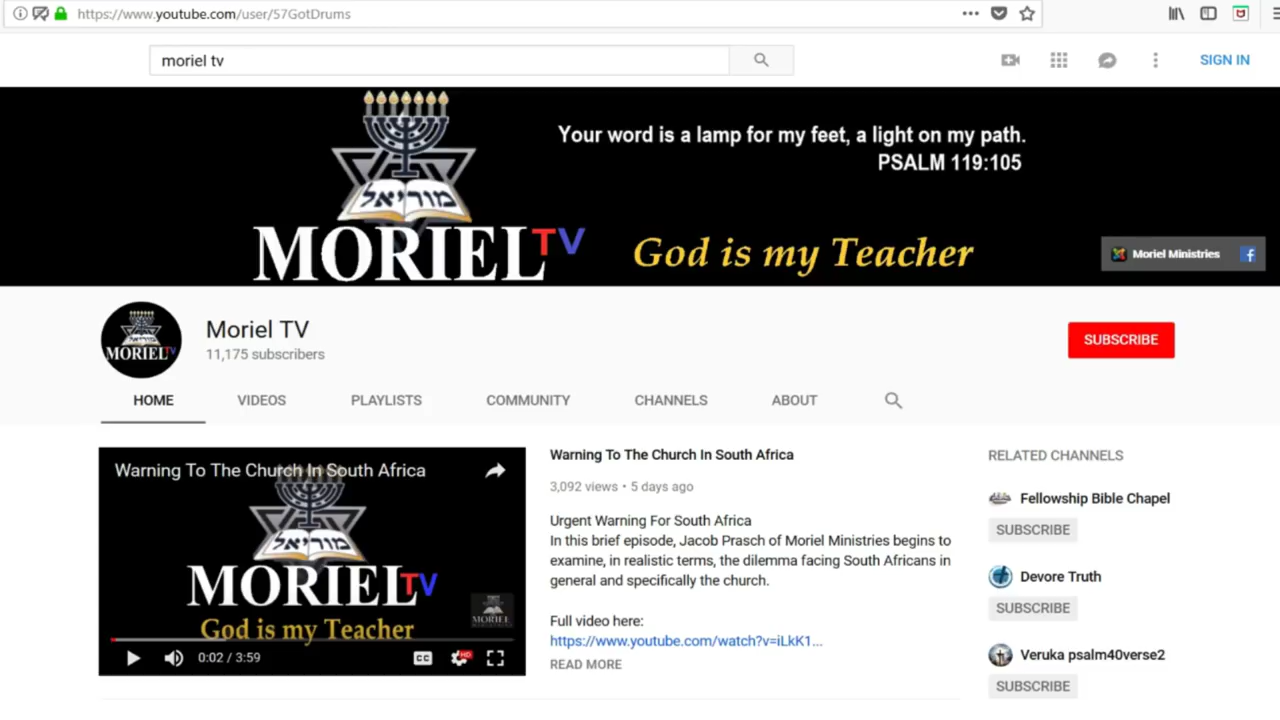 https://www.youtube.com/user/57GotDrums
moriel tv
SIGN IN
Your word is a lamp for my feet, a light on my path.
PSALM 119:105
מוריאל
MORIELTV
God is my Teacher
Moriel Ministries
MORIELTV
Moriel TV
11,175 subscribers
SUBSCRIBE
HOME
VIDEOS
PLAYLISTS
COMMUNITY
CHANNELS
ABOUT
Warning To The Church In South Africa
מוריאל
MORIELTV
God is my Teacher
MORIEL
0:02 / 3:59
CC
HD
Warning To The Church In South Africa
3,092 views • 5 days ago
Urgent Warning For South Africa
In this brief episode, Jacob Prasch of Moriel Ministries begins to
examine, in realistic terms, the dilemma facing South Africans in
general and specifically the church.
Full video here:
https://www.youtube.com/watch?v=iLkK1...
READ MORE
RELATED CHANNELS
Fellowship Bible Chapel
SUBSCRIBE
Devore Truth
SUBSCRIBE
Veruka psalm40verse2
SUBSCRIBE